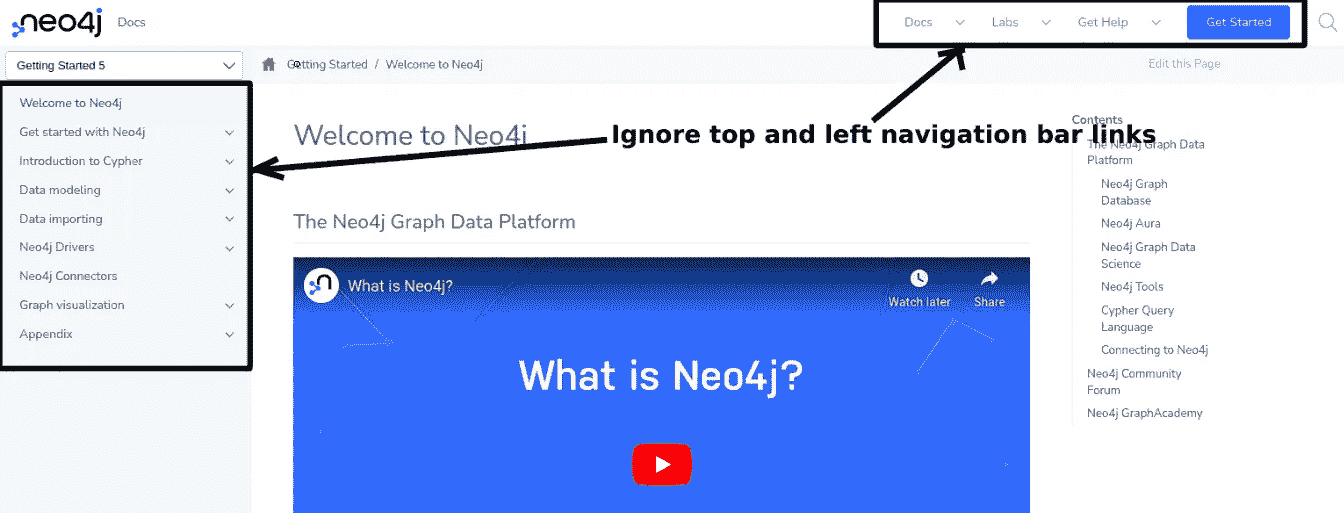 neo4j Docs
Docs Labs Get Help Get Started
Getting Started 5
Getting Started / Welcome to Neo4j
Edit this Page
Welcome to Neo4j
Get started with Neo4j
Introduction to Cypher
Data modeling
Data importing
Neo4j Drivers
Neo4j Connectors
Graph visualization
Appendix
Welcome to Neo4j
Ignore top and left navigation bar links
The Neo4j Graph Data Platform
What is Neo4j?
Watch later
Share
What is Neo4j?
Contents
The Neo4j Graph Data
Platform
Neo4j Graph
Database
Neo4j Aura
Neo4j Graph Data
Science
Neo4j Tools
Cypher Query
Language
Connecting to Neo4j
Neo4j Community
Forum
Neo4j GraphAcademy